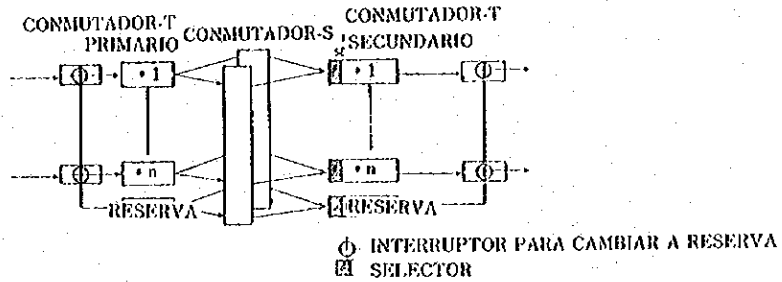 CONMUTADOR-T
PRIMARIO
CONMUTADOR-S
CONMUTADOR-T
SECUNDARIO
• 1
• 1
• n
• n
RESERVA
RESERVA
INTERRUPTOR PARA CAMBIAR A RESERVA
SELECTOR